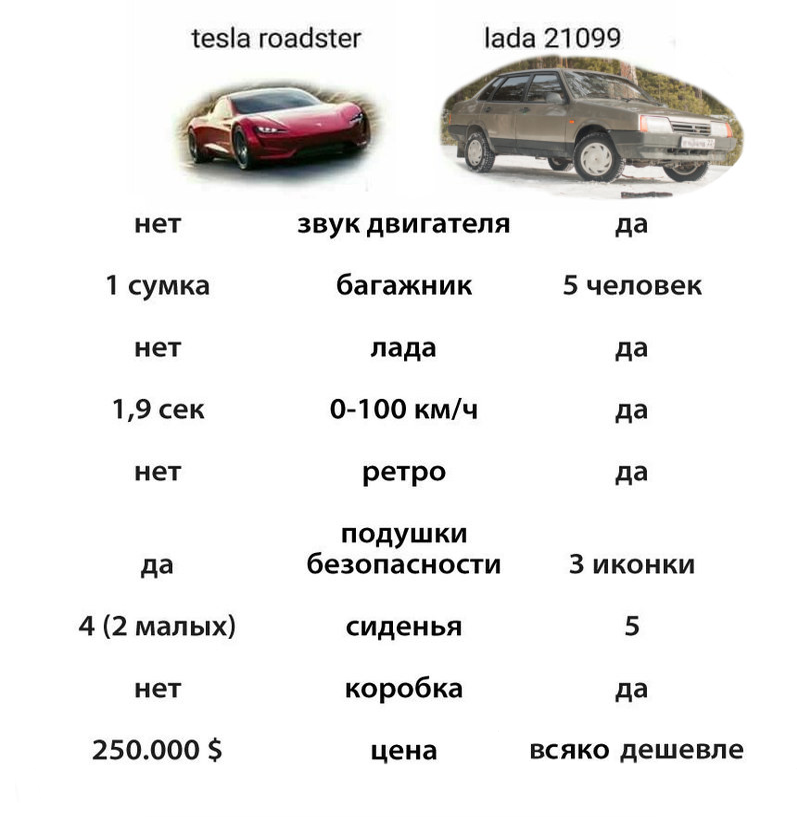 tesla roadster lada 21099
нет звук двигателя да
1 сумка багажник 5 человек
нет лада да
1,9 сек 0-100 км/ч да
нет ретро да
подушки
да безопасности 3 иконки
4 (2 малых) сиденья 5
нет коробка да
250.000 $ цена всяко дешевле